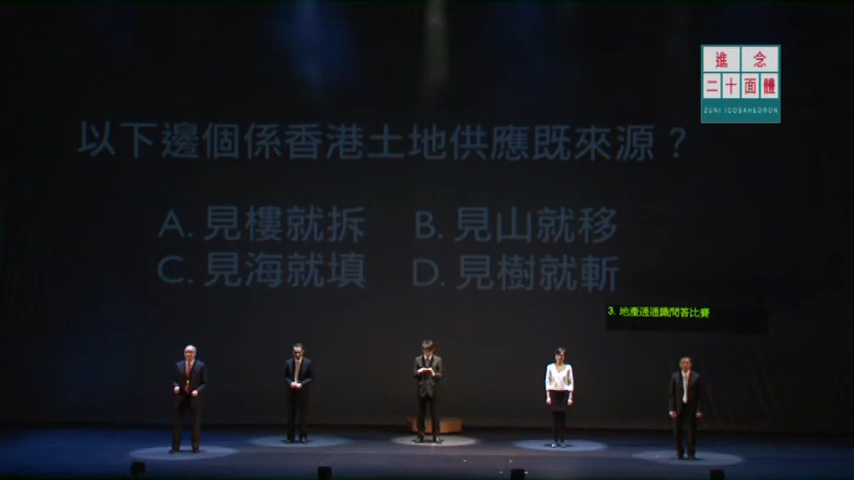 進念
二十面體
ZUNI ICOSAHEDRON
以下邊個係香港土地供應既來源？
A. 見樓就拆 B. 見山就移
C. 見海就填 D. 見樹就斬
3. 地產通通識問答比賽